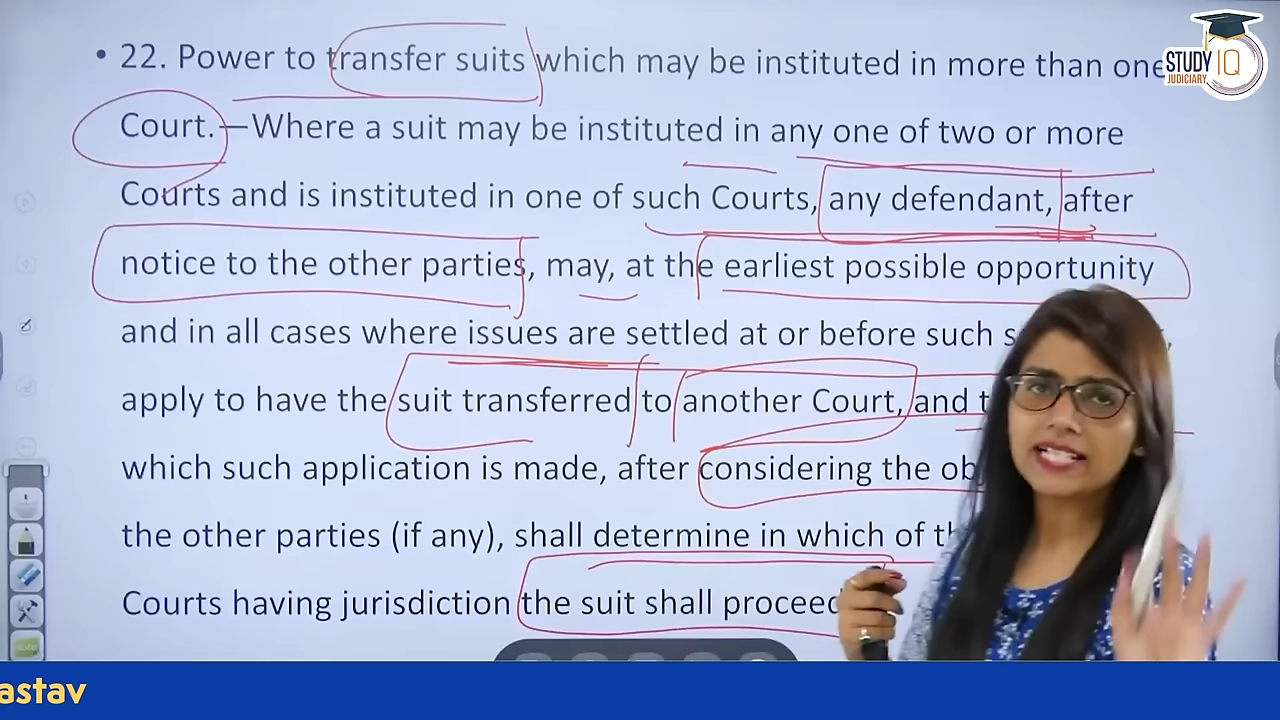 • 22. Power to transfer suits which may be instituted in more than one
STUDY IQ
JUDICIARY
Court.—Where a suit may be instituted in any one of two or more
Courts and is instituted in one of such Courts, any defendant, after
notice to the other parties, may, at the earliest possible opportunity
and in all cases where issues are settled at or before such s
apply to have the suit transferred to another Court, and t
which such application is made, after considering the ob
the other parties (if any), shall determine in which of th
Courts having jurisdiction the suit shall proceed
astav